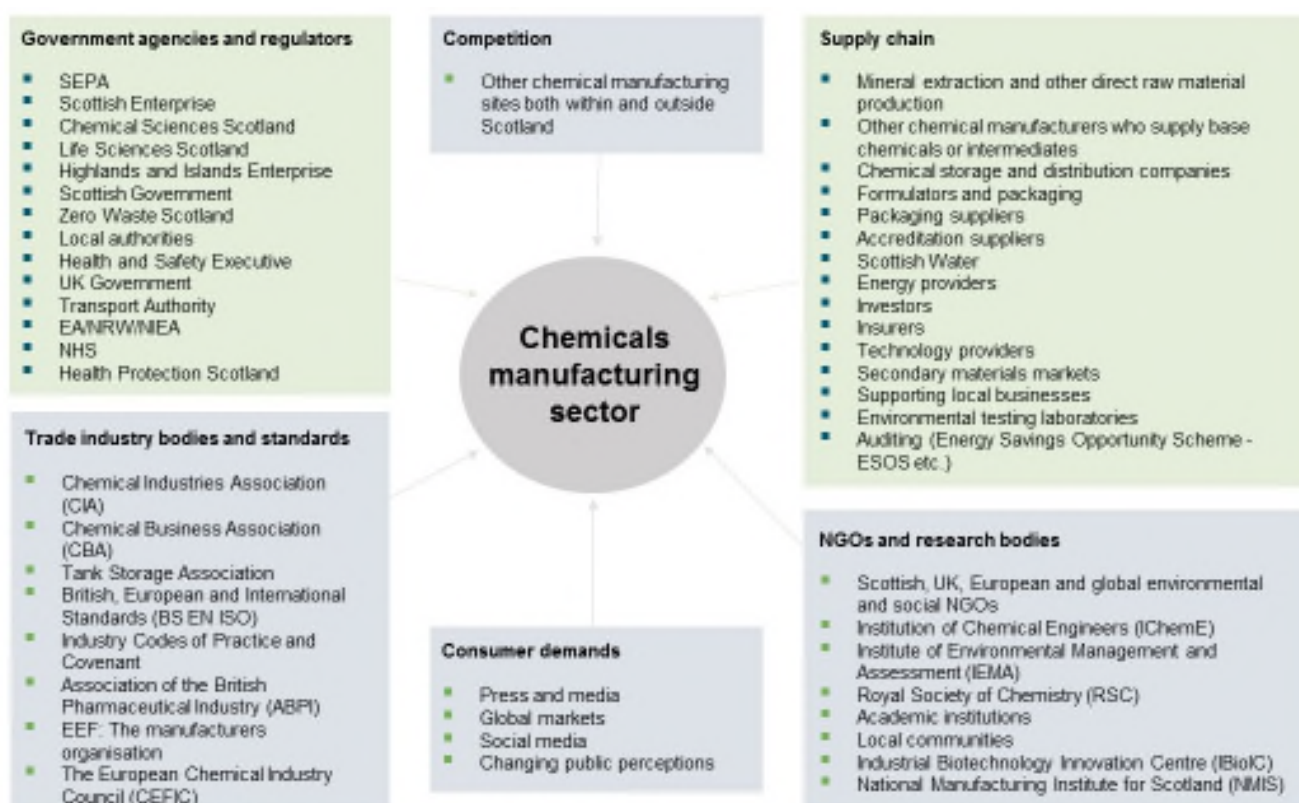 Government agencies and regulators
SEPA
Scottish Enterprise
Chemical Sciences Scotland
Life Sciences Scotland
Highlands and Islands Enterprise
Scottish Government
Zero Waste Scotland
Local authorities
Health and Safety Executive
UK Government
Transport Authority
EA/NRW/NIEA
NHS
Health Protection Scotland
Competition
Other chemical manufacturing
sites both within and outside
Scotland
Supply chain
Mineral extraction and other direct raw material
production
Other chemical manufacturers who supply base
chemicals or intermediates
Chemical storage and distribution companies
Formulators and packaging
Packaging suppliers
Accreditation suppliers
Scottish Water
Energy providers
Investors
Insurers
Technology providers
Secondary materials markets
Supporting local businesses
Environmental testing laboratories
Auditing (Energy Savings Opportunity Scheme -
ESOS etc.)
Chemicals
manufacturing
sector
Trade industry bodies and standards
Chemical Industries Association
(CIA)
Chemical Business Association
(CBA)
Tank Storage Association
British, European and International
Standards (BS EN ISO)
Industry Codes of Practice and
Covenant
Association of the British
Pharmaceutical Industry (ABPI)
EEF: The manufacturers
organisation
The European Chemical Industry
Council (CEFIC)
Consumer demands
Press and media
Global markets
Social media
Changing public perceptions
NGOs and research bodies
Scottish, UK, European and global environmental
and social NGOs
Institution of Chemical Engineers (IChemE)
Institute of Environmental Management and
Assessment (IEMA)
Royal Society of Chemistry (RSC)
Academic institutions
Local communities
Industrial Biotechnology Innovation Centre (IBioIC)
National Manufacturing Institute for Scotland (NMIS)